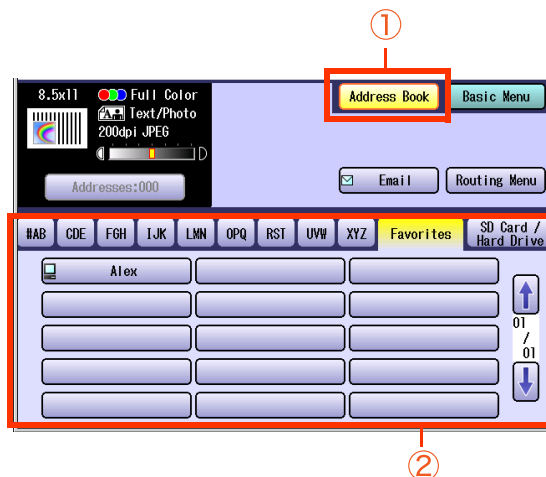 ①
8.5x11 Full Color
Text/Photo
200dpi JPEG
D
Addresses:000
Address Book
Basic Menu
Email
Routing Menu
#AB CDE FGH IJK LMN OPQ RST UVW XYZ Favorites SD Card /
Hard Drive
Alex
01
/
01
②